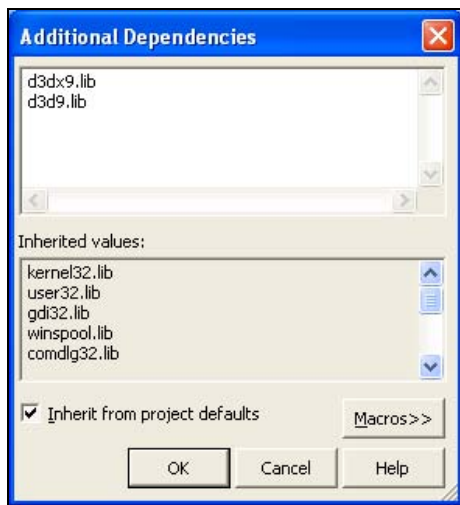 Additional Dependencies
d3dx9.lib
d3d9.lib
Inherited values:
kernel32.lib
user32.lib
gdi32.lib
winspool.lib
comdlg32.lib
Inherit from project defaults
Macros>>
OK Cancel Help